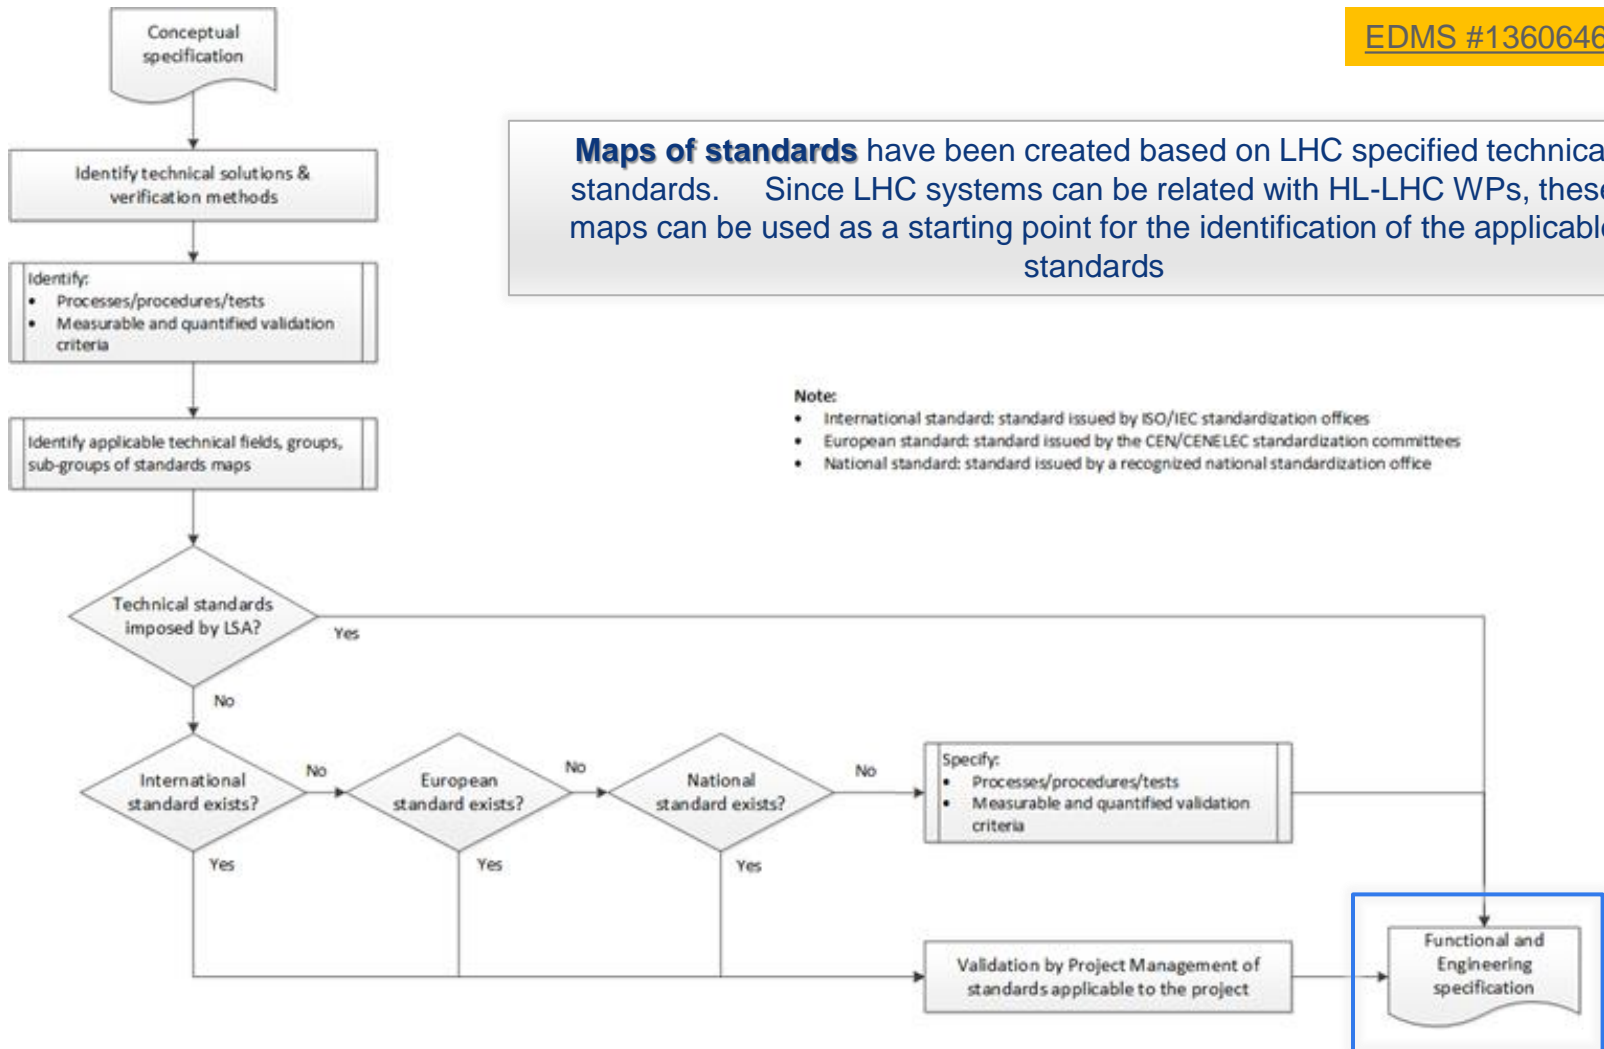 Conceptual
specification
EDMS #1360646
Maps of standards have been created based on LHC specified technica
standards. Since LHC systems can be related with HL-LHC WPs, these
maps can be used as a starting point for the identification of the applicable
standards
Identify technical solutions &
verification methods
Identify:
• Processes/procedures/tests
• Measurable and quantified validation
criteria
Note:
• International standard: standard issued by ISO/IEC standardization offices
• European standard: standard issued by the CEN/CENELEC standardization committees
• National standard: standard issued by a recognized national standardization office
Identify applicable technical fields, groups,
sub-groups of standards maps
Technical standards
imposed by LSA?
Yes
No
International
standard exists?
No
European
standard exists?
No
National
standard exists?
No
Specify:
• Processes/procedures/tests
• Measurable and quantified validation
criteria
Yes
Yes
Yes
Validation by Project Management of
standards applicable to the project
Functional and
Engineering
specification